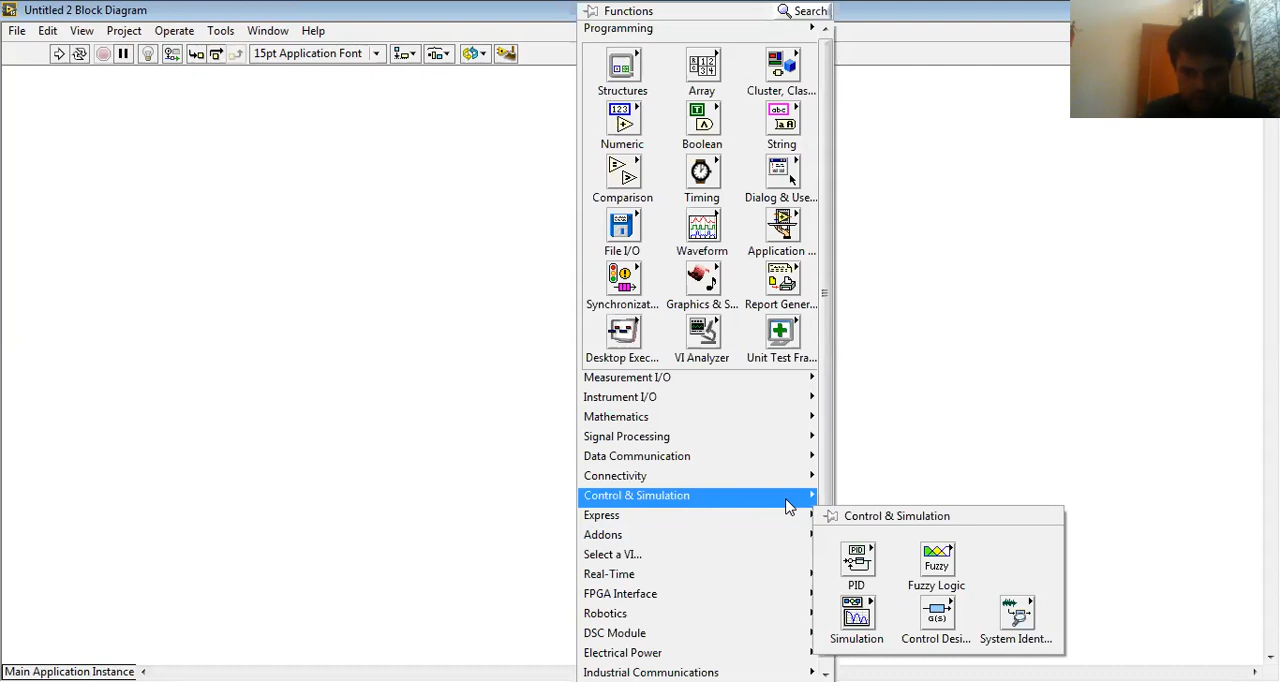 Untitled 2 Block Diagram
File Edit View Project Operate Tools Window Help
15pt Application Font
Functions Search
Programming
Structures Array Cluster, Clas...
Numeric Boolean String
Comparison Timing Dialog & Use...
File I/O Waveform Application ...
Synchronizat... Graphics & S... Report Gener...
Desktop Exec... VI Analyzer Unit Test Fra...
Measurement I/O
Instrument I/O
Mathematics
Signal Processing
Data Communication
Connectivity
Control & Simulation
Express
Addons
Select a VI...
Real-Time
FPGA Interface
Robotics
DSC Module
Electrical Power
Industrial Communications
Control & Simulation
PID Fuzzy
PID Fuzzy Logic
G(s)
Simulation Control Desi... System Ident...
Main Application Instance